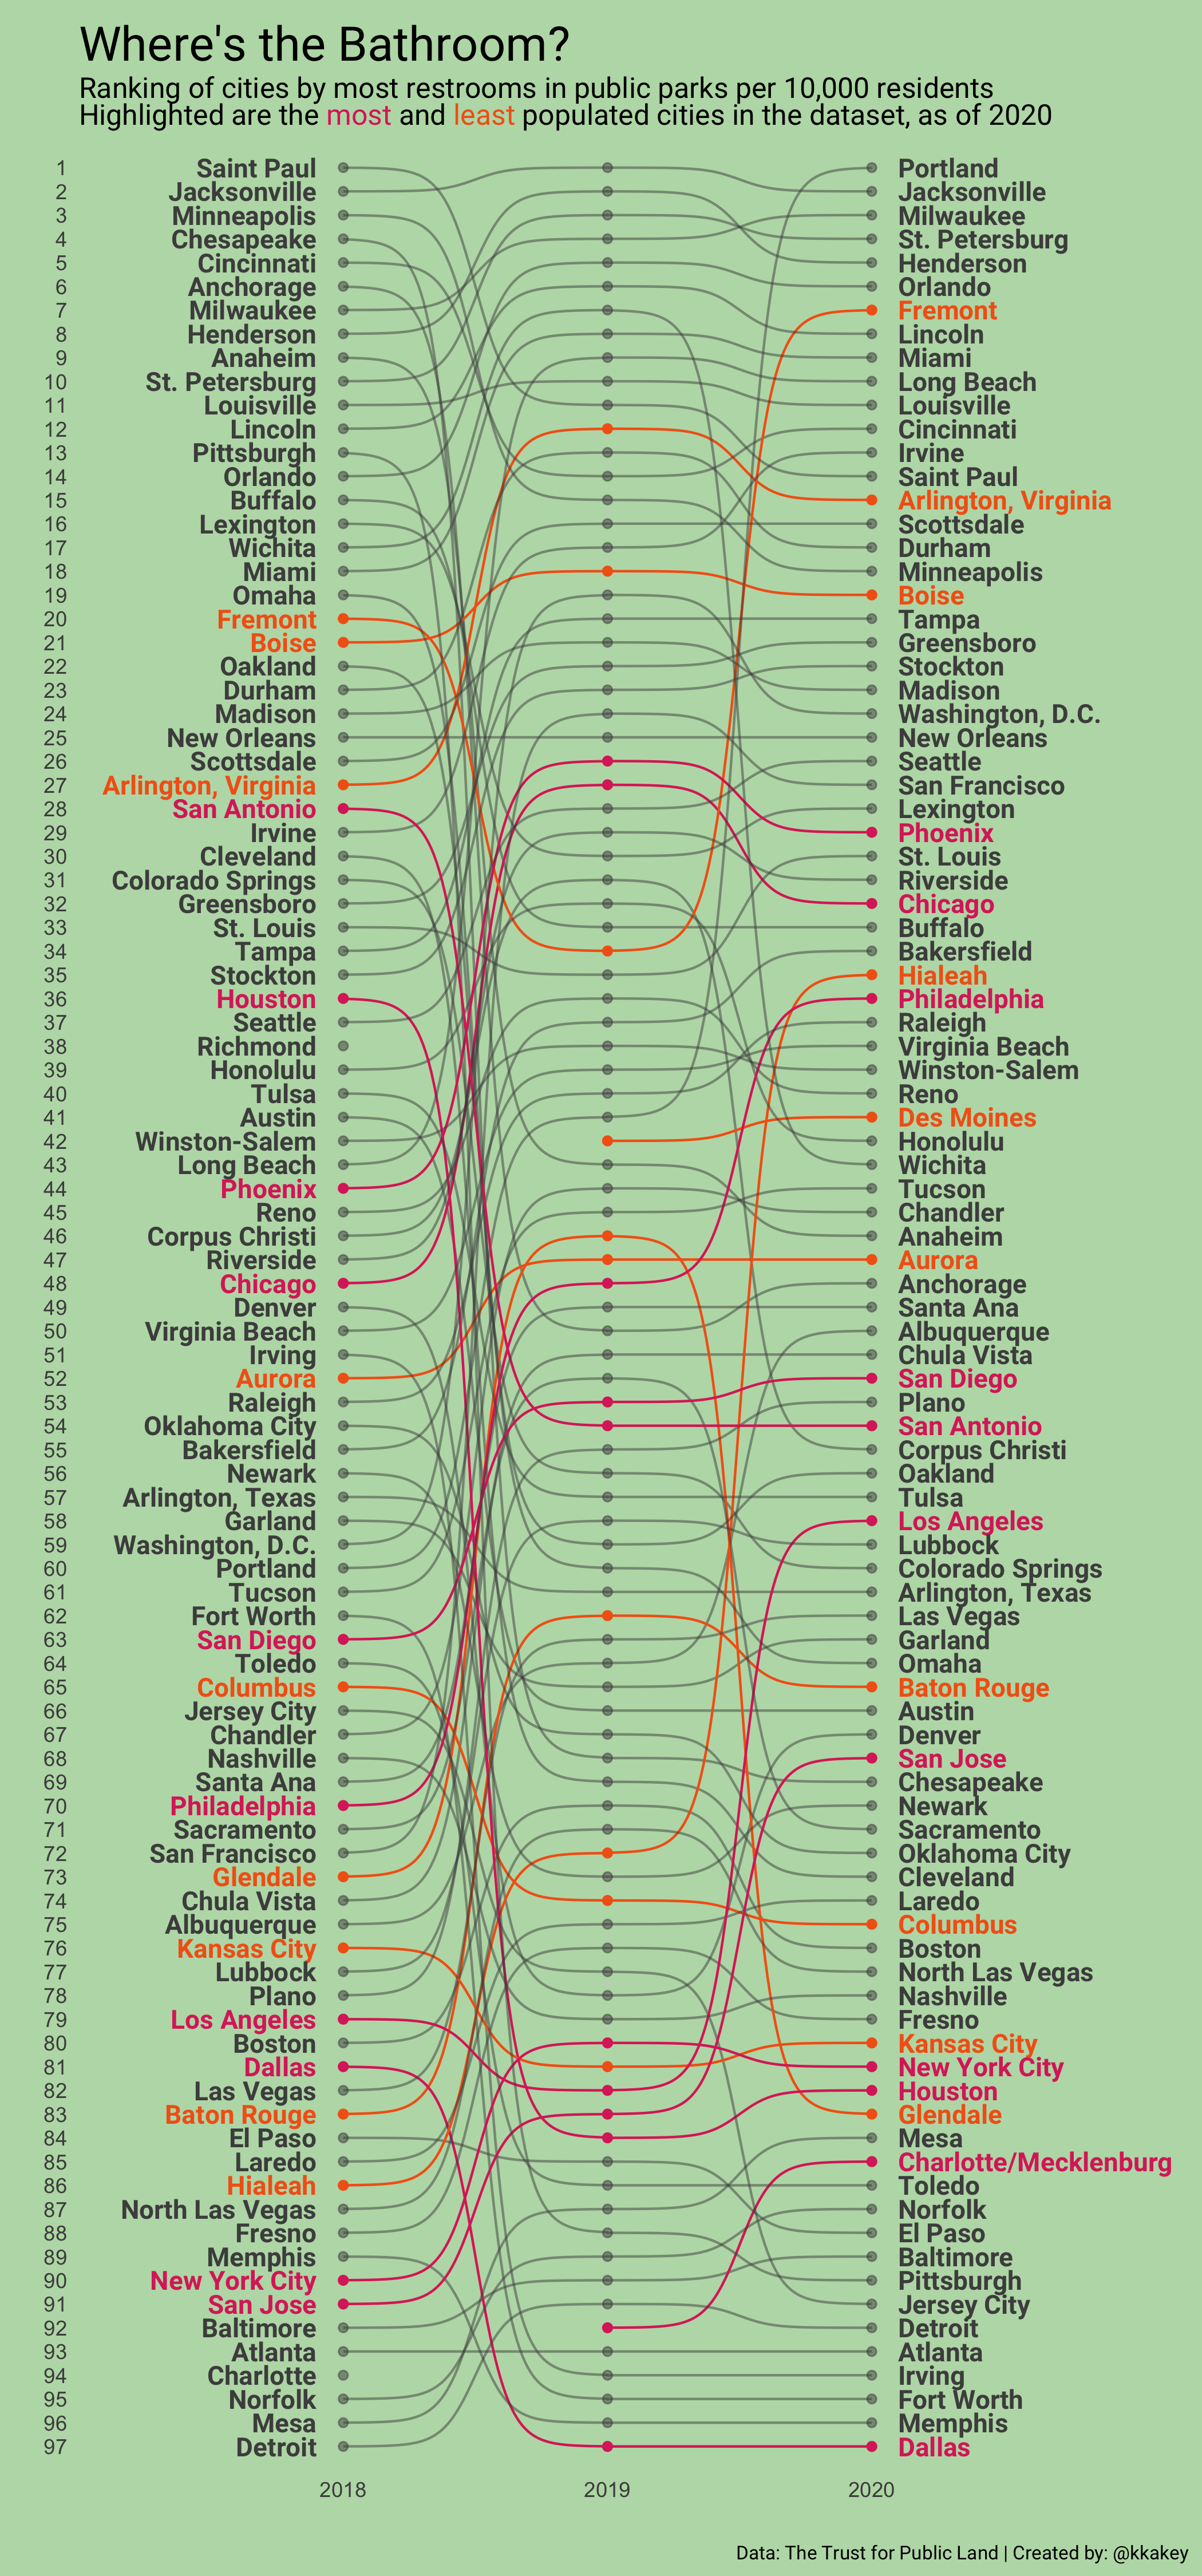 Where's the Bathroom?
Ranking of cities by most restrooms in public parks per 10,000 residents
Highlighted are the most and least populated cities in the dataset, as of 2020
1 Saint Paul Portland
2 Jacksonville Jacksonville
3 Minneapolis Milwaukee
4 Chesapeake St. Petersburg
5 Cincinnati Henderson
6 Anchorage Orlando
7 Milwaukee Fremont
8 Henderson Lincoln
9 Anaheim Miami
10 St. Petersburg Long Beach
11 Louisville Louisville
12 Lincoln Cincinnati
13 Pittsburgh Irvine
14 Orlando Saint Paul
15 Buffalo Arlington, Virginia
16 Lexington Scottsdale
17 Wichita Durham
18 Miami Minneapolis
19 Omaha Boise
20 Fremont Tampa
21 Boise Greensboro
22 Oakland Stockton
23 Durham Madison
24 Madison Washington, D.C.
25 New Orleans New Orleans
26 Scottsdale Seattle
27 Arlington, Virginia San Francisco
28 San Antonio Lexington
29 Irvine Phoenix
30 Cleveland St. Louis
31 Colorado Springs Riverside
32 Greensboro Chicago
33 St. Louis Buffalo
34 Tampa Bakersfield
35 Stockton Hialeah
36 Houston Philadelphia
37 Seattle Raleigh
38 Richmond Virginia Beach
39 Honolulu Winston-Salem
40 Tulsa Reno
41 Austin Des Moines
42 Winston-Salem Honolulu
43 Long Beach Wichita
44 Phoenix Tucson
45 Reno Chandler
46 Corpus Christi Anaheim
47 Riverside Aurora
48 Chicago Anchorage
49 Denver Santa Ana
50 Virginia Beach Albuquerque
51 Irving Chula Vista
52 Aurora San Diego
53 Raleigh Plano
54 Oklahoma City San Antonio
55 Bakersfield Corpus Christi
56 Newark Oakland
57 Arlington, Texas Tulsa
58 Garland Los Angeles
59 Washington, D.C. Lubbock
60 Portland Colorado Springs
61 Tucson Arlington, Texas
62 Fort Worth Las Vegas
63 San Diego Garland
64 Toledo Omaha
65 Columbus Baton Rouge
66 Jersey City Austin
67 Chandler Denver
68 Nashville San Jose
69 Santa Ana Chesapeake
70 Philadelphia Newark
71 Sacramento Sacramento
72 San Francisco Oklahoma City
73 Glendale Cleveland
74 Chula Vista Laredo
75 Albuquerque Columbus
76 Kansas City Boston
77 Lubbock North Las Vegas
78 Plano Nashville
79 Los Angeles Fresno
80 Boston Kansas City
81 Dallas New York City
82 Las Vegas Houston
83 Baton Rouge Glendale
84 El Paso Mesa
85 Laredo Charlotte/Mecklenburg
86 Hialeah Toledo
87 North Las Vegas Norfolk
88 Fresno El Paso
89 Memphis Baltimore
90 New York City Pittsburgh
91 San Jose Jersey City
92 Baltimore Detroit
93 Atlanta Atlanta
94 Charlotte Irving
95 Norfolk Fort Worth
96 Mesa Memphis
97 Detroit Dallas
2018 2019 2020
Data: The Trust for Public Land | Created by: @kkakey